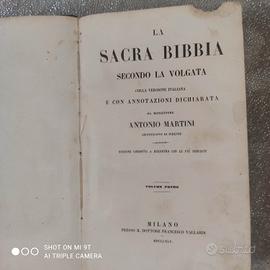 LA
SACRA BIBBIA
SECONDO LA VOLGATA
COLLA VERSIONE ITALIANA
E CON ANNOTAZIONI DICHIARATA
DA MONSIGNORE
ANTONIO MARTINI
ARCIVESCOVO DI FIRENZE
VOLUME PRIMO
MILANO
PRESSO IL DOTTORE FRANCESCO VALLARDI
SHOT ON MI 9T
AI TRIPLE CAMERA
subito